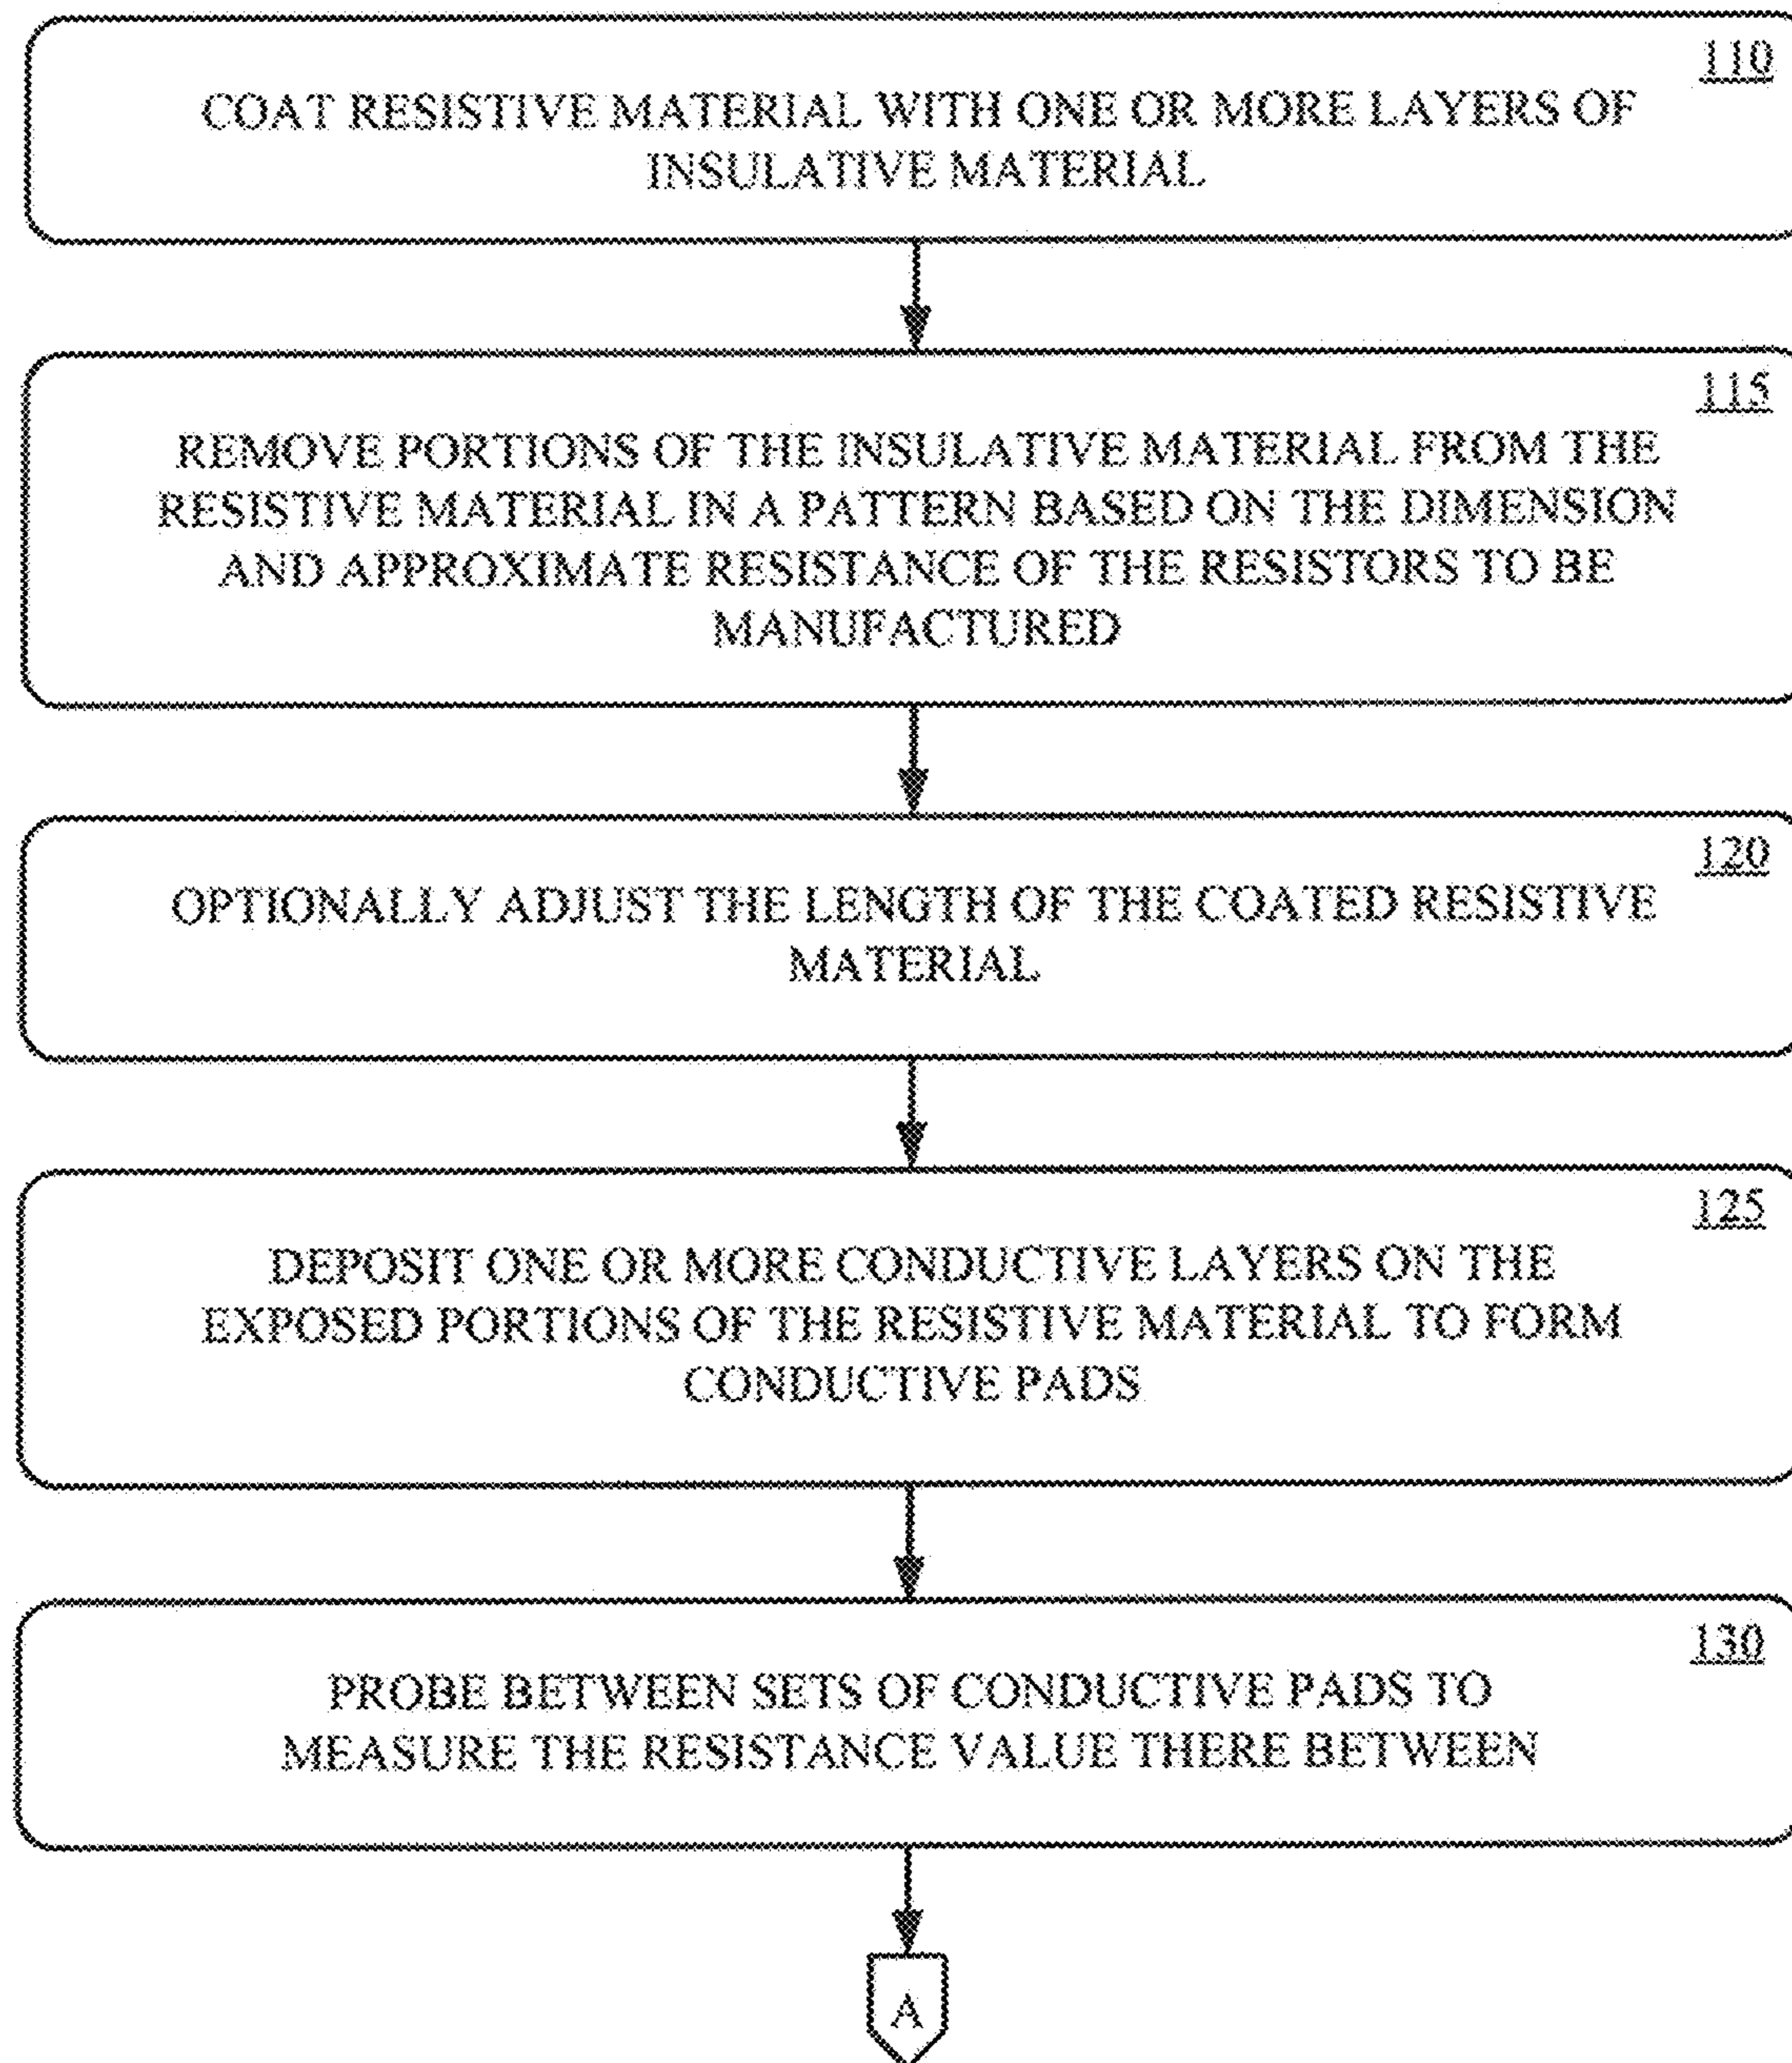 110
COAT RESISTIVE MATERIAL WITH ONE OR MORE LAYERS OF
INSULATIVE MATERIAL
115
REMOVE PORTIONS OF THE INSULATIVE MATERIAL FROM THE
RESISTIVE MATERIAL IN A PATTERN BASED ON THE DIMENSION
AND APPROXIMATE RESISTANCE OF THE RESISTORS TO BE
MANUFACTURED
120
OPTIONALLY ADJUST THE LENGTH OF THE COATED RESISTIVE
MATERIAL
125
DEPOSIT ONE OR MORE CONDUCTIVE LAYERS ON THE
EXPOSED PORTIONS OF THE RESISTIVE MATERIAL TO FORM
CONDUCTIVE PADS
130
PROBE BETWEEN SETS OF CONDUCTIVE PADS TO
MEASURE THE RESISTANCE VALUE THERE BETWEEN
A